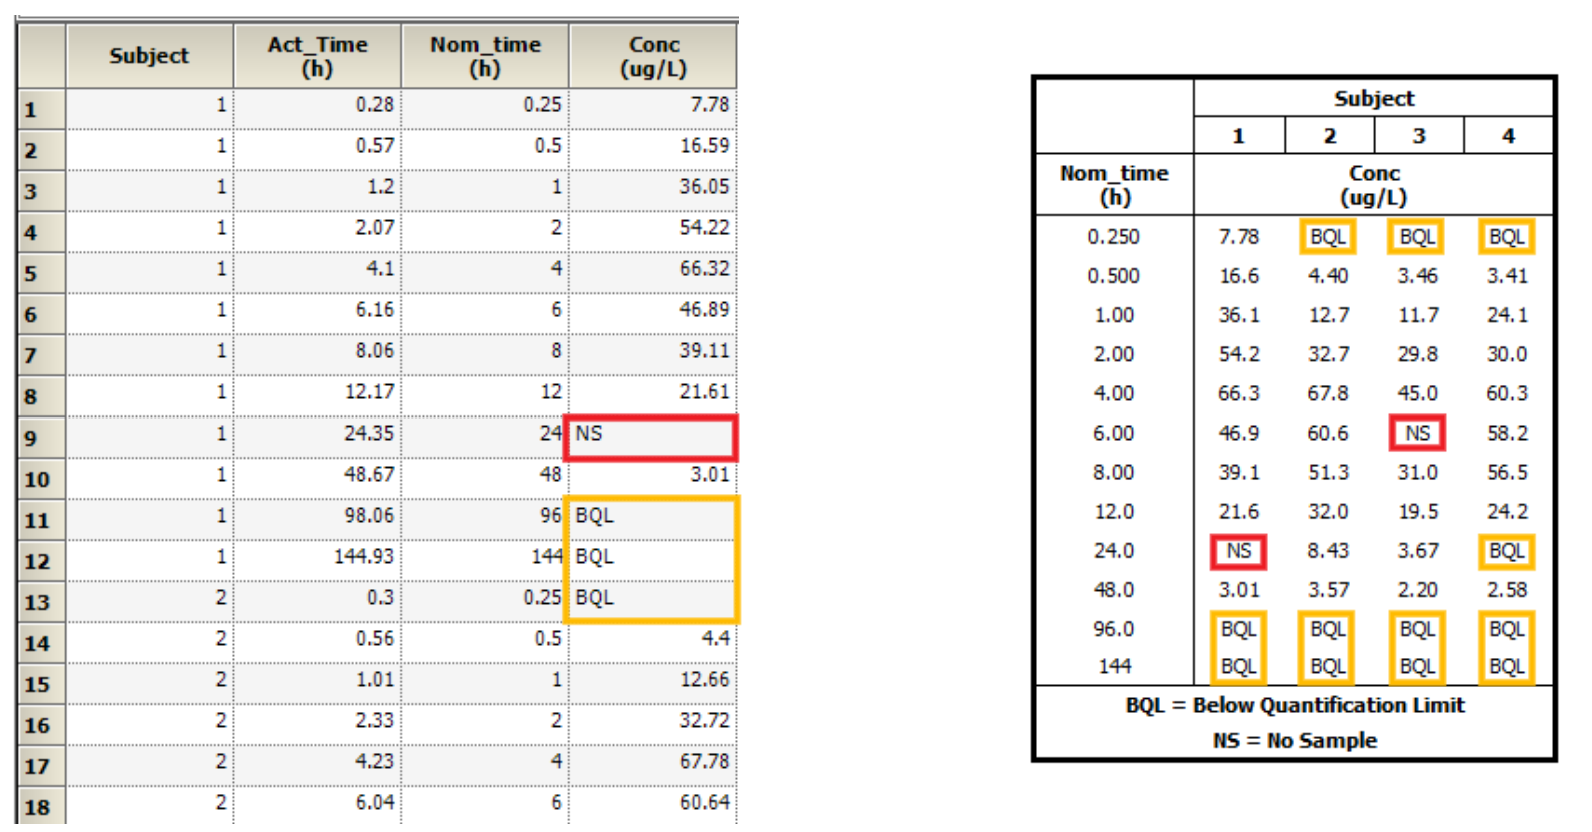 Subject Act_Time (h) Nom_time (h) Conc (ug/L)
1 1 0.28 0.25 7.78
2 1 0.57 0.5 16.59
3 1 1.2 1 36.05
4 1 2.07 2 54.22
5 1 4.1 4 66.32
6 1 6.16 6 46.89
7 1 8.06 8 39.11
8 1 12.17 12 21.61
9 1 24.35 24 NS
10 1 48.67 48 3.01
11 1 98.06 96 BQL
12 1 144.93 144 BQL
13 2 0.3 0.25 BQL
14 2 0.56 0.5 4.4
15 2 1.01 1 12.66
16 2 2.33 2 32.72
17 2 4.23 4 67.78
18 2 6.04 6 60.64
Subject
1 2 3 4
Nom_time (h) Conc (ug/L)
0.250 7.78 BQL BQL BQL
0.500 16.6 4.40 3.46 3.41
1.00 36.1 12.7 11.7 24.1
2.00 54.2 32.7 29.8 30.0
4.00 66.3 67.8 45.0 60.3
6.00 46.9 60.6 NS 58.2
8.00 39.1 51.3 31.0 56.5
12.0 21.6 32.0 19.5 24.2
24.0 NS 8.43 3.67 BQL
48.0 3.01 3.57 2.20 2.58
96.0 BQL BQL BQL BQL
144 BQL BQL BQL BQL
BQL = Below Quantification Limit
NS = No Sample